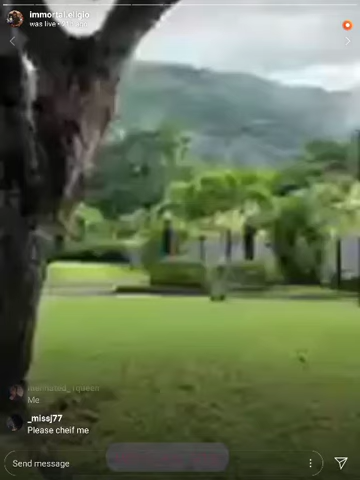 immortal.eligio
was live
Me
_missj77
Please cheif me
Send message